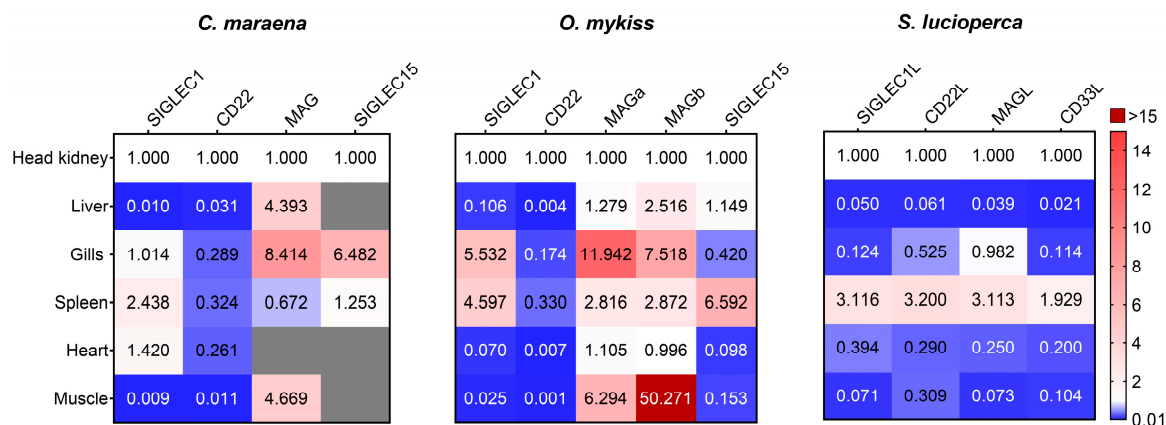 C. maraena O. mykiss S. lucioperca
SIGLEC1 CD22 MAG SIGLEC15 SIGLEC1 CD22 MAGa MAGb SIGLEC15 SIGLEC1L CD22L MAGL CD33L
>15
Head kidney 1.000 1.000 1.000 1.000 1.000 1.000 1.000 1.000 1.000 1.000 1.000 1.000 1.000 14
Liver 0.010 0.031 4.393 0.106 0.004 1.279 2.516 1.149 0.050 0.061 0.039 0.021 12
10
Gills 1.014 0.289 8.414 6.482 5.532 0.174 11.942 7.518 0.420 0.124 0.525 0.982 0.114 8
Spleen 2.438 0.324 0.672 1.253 4.597 0.330 2.816 2.872 6.592 3.116 3.200 3.113 1.929 6
Heart 1.420 0.261 0.070 0.007 1.105 0.996 0.098 0.394 0.290 0.250 0.200 4
2
Muscle 0.009 0.011 4.669 0.025 0.001 6.294 50.271 0.153 0.071 0.309 0.073 0.104
0.01